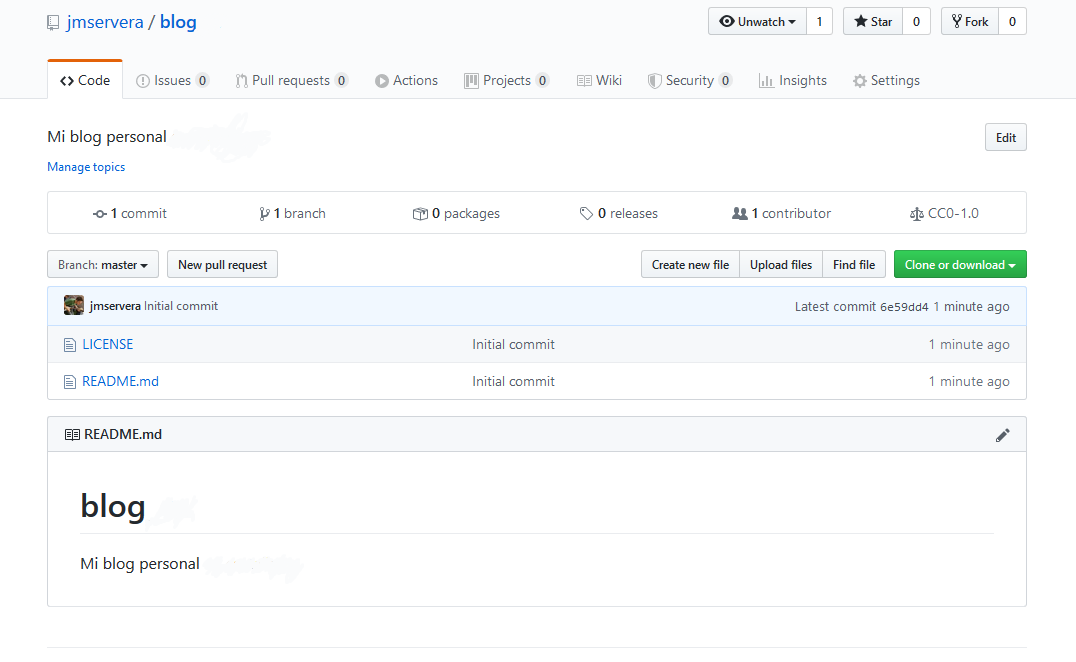 jmservera / blog Unwatch 1 Star 0 Fork 0
Code Issues 0 Pull requests 0 Actions Projects 0 Wiki Security 0 Insights Settings
Mi blog personal Edit
Manage topics
1 commit 1 branch 0 packages 0 releases 1 contributor CC0-1.0
Branch: master New pull request Create new file Upload files Find file Clone or download
jmservera Initial commit Latest commit 6e59dd4 1 minute ago
LICENSE Initial commit 1 minute ago
README.md Initial commit 1 minute ago
README.md
blog
Mi blog personal